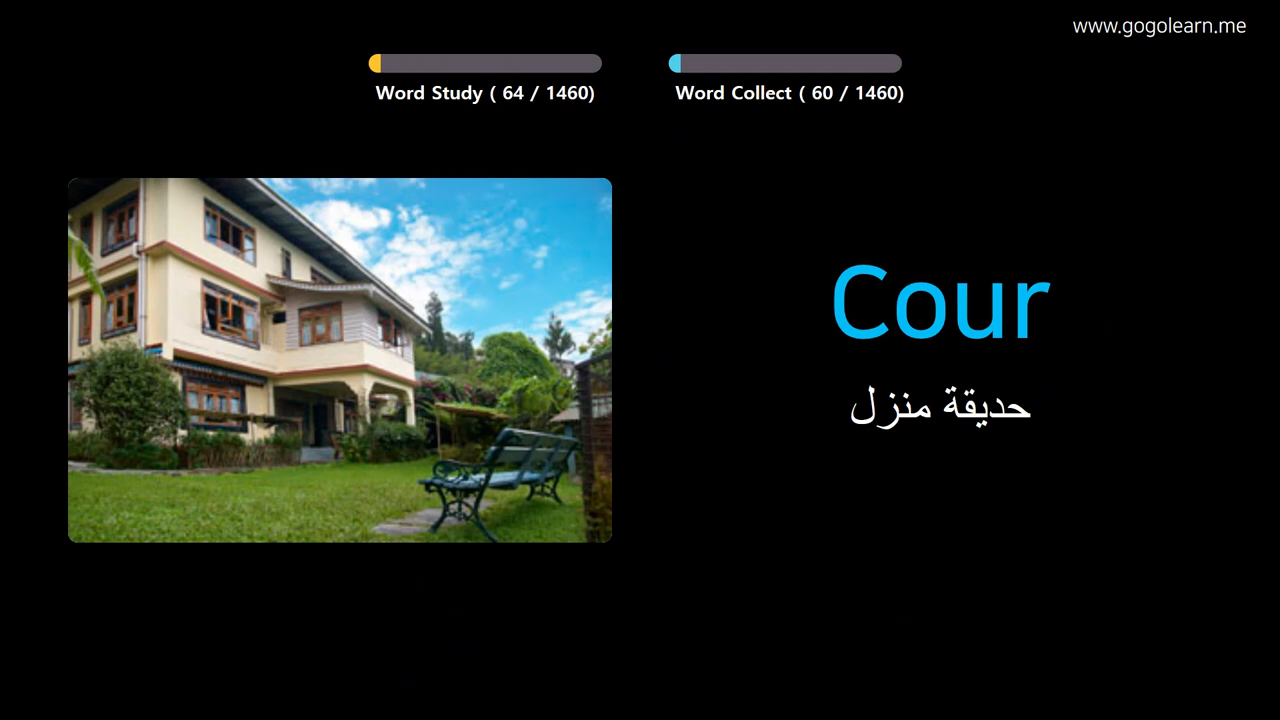 www.gogolearn.me
Word Study ( 64 / 1460)
Word Collect ( 60 / 1460)
Cour
حديقة منزل